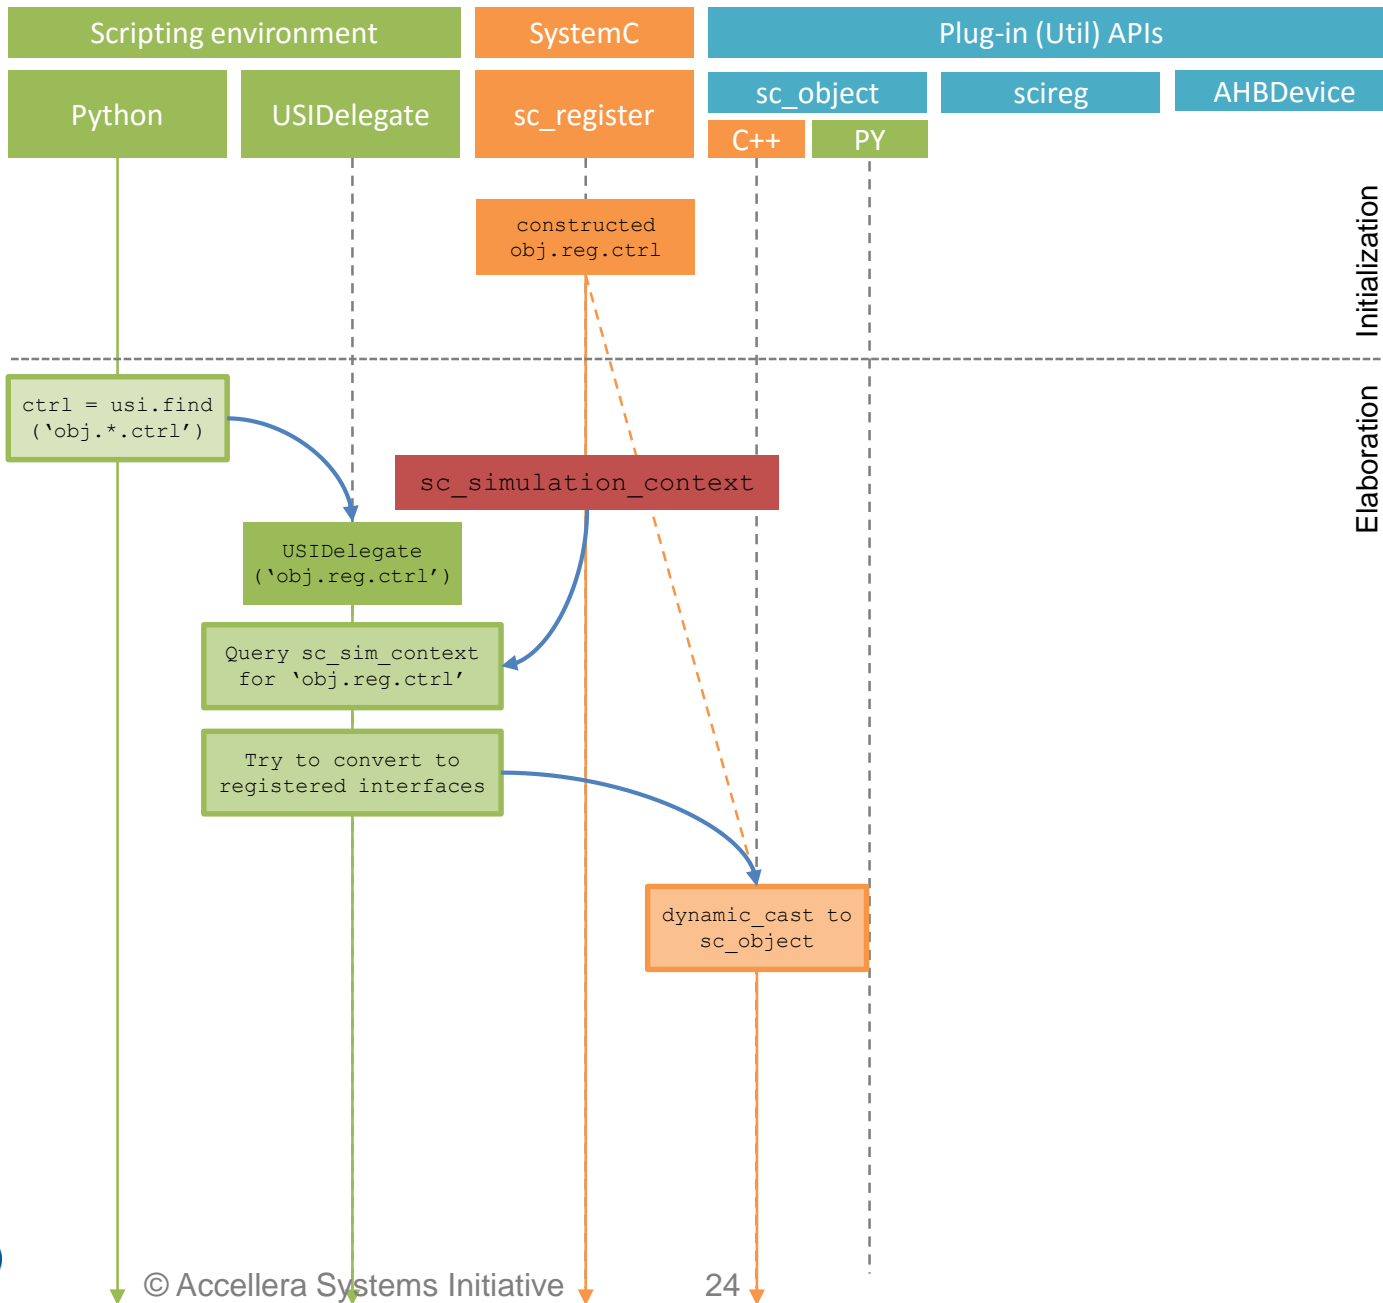 Scripting environment
SystemC
Plug-in (Util) APIs
Python
USIDelegate
sc_register
sc_object
scireg
AHBDevice
C++
PY
constructed
obj.reg.ctrl
Initialization
ctrl = usi.find
(‘obj.*.ctrl’)
Elaboration
sc_simulation_context
USIDelegate
(‘obj.reg.ctrl’)
Query sc_sim_context
for ‘obj.reg.ctrl’
Try to convert to
registered interfaces
dynamic_cast to
sc_object
© Accellera Systems Initiative
24